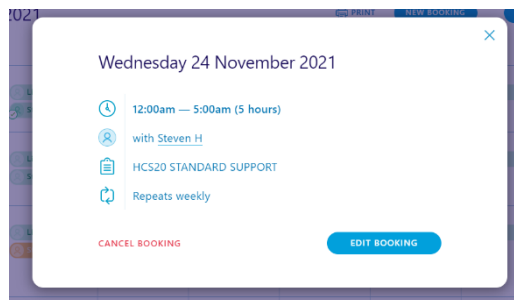 2021
PRINT
NEW BOOKING
Wednesday 24 November 2021
12:00am — 5:00am (5 hours)
with Steven H
HCS20 STANDARD SUPPORT
Repeats weekly
CANCEL BOOKING
EDIT BOOKING